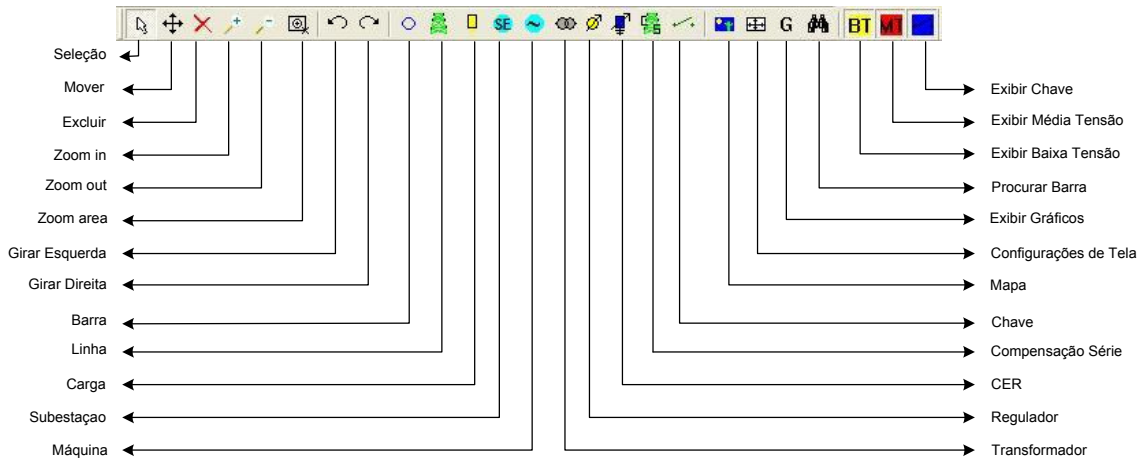 SE
G
BT
MT
Seleção
Mover
Excluir
Zoom in
Zoom out
Zoom area
Girar Esquerda
Girar Direita
Barra
Linha
Carga
Subestaçao
Máquina
Exibir Chave
Exibir Média Tensão
Exibir Baixa Tensão
Procurar Barra
Exibir Gráficos
Configurações de Tela
Mapa
Chave
Compensação Série
CER
Regulador
Transformador